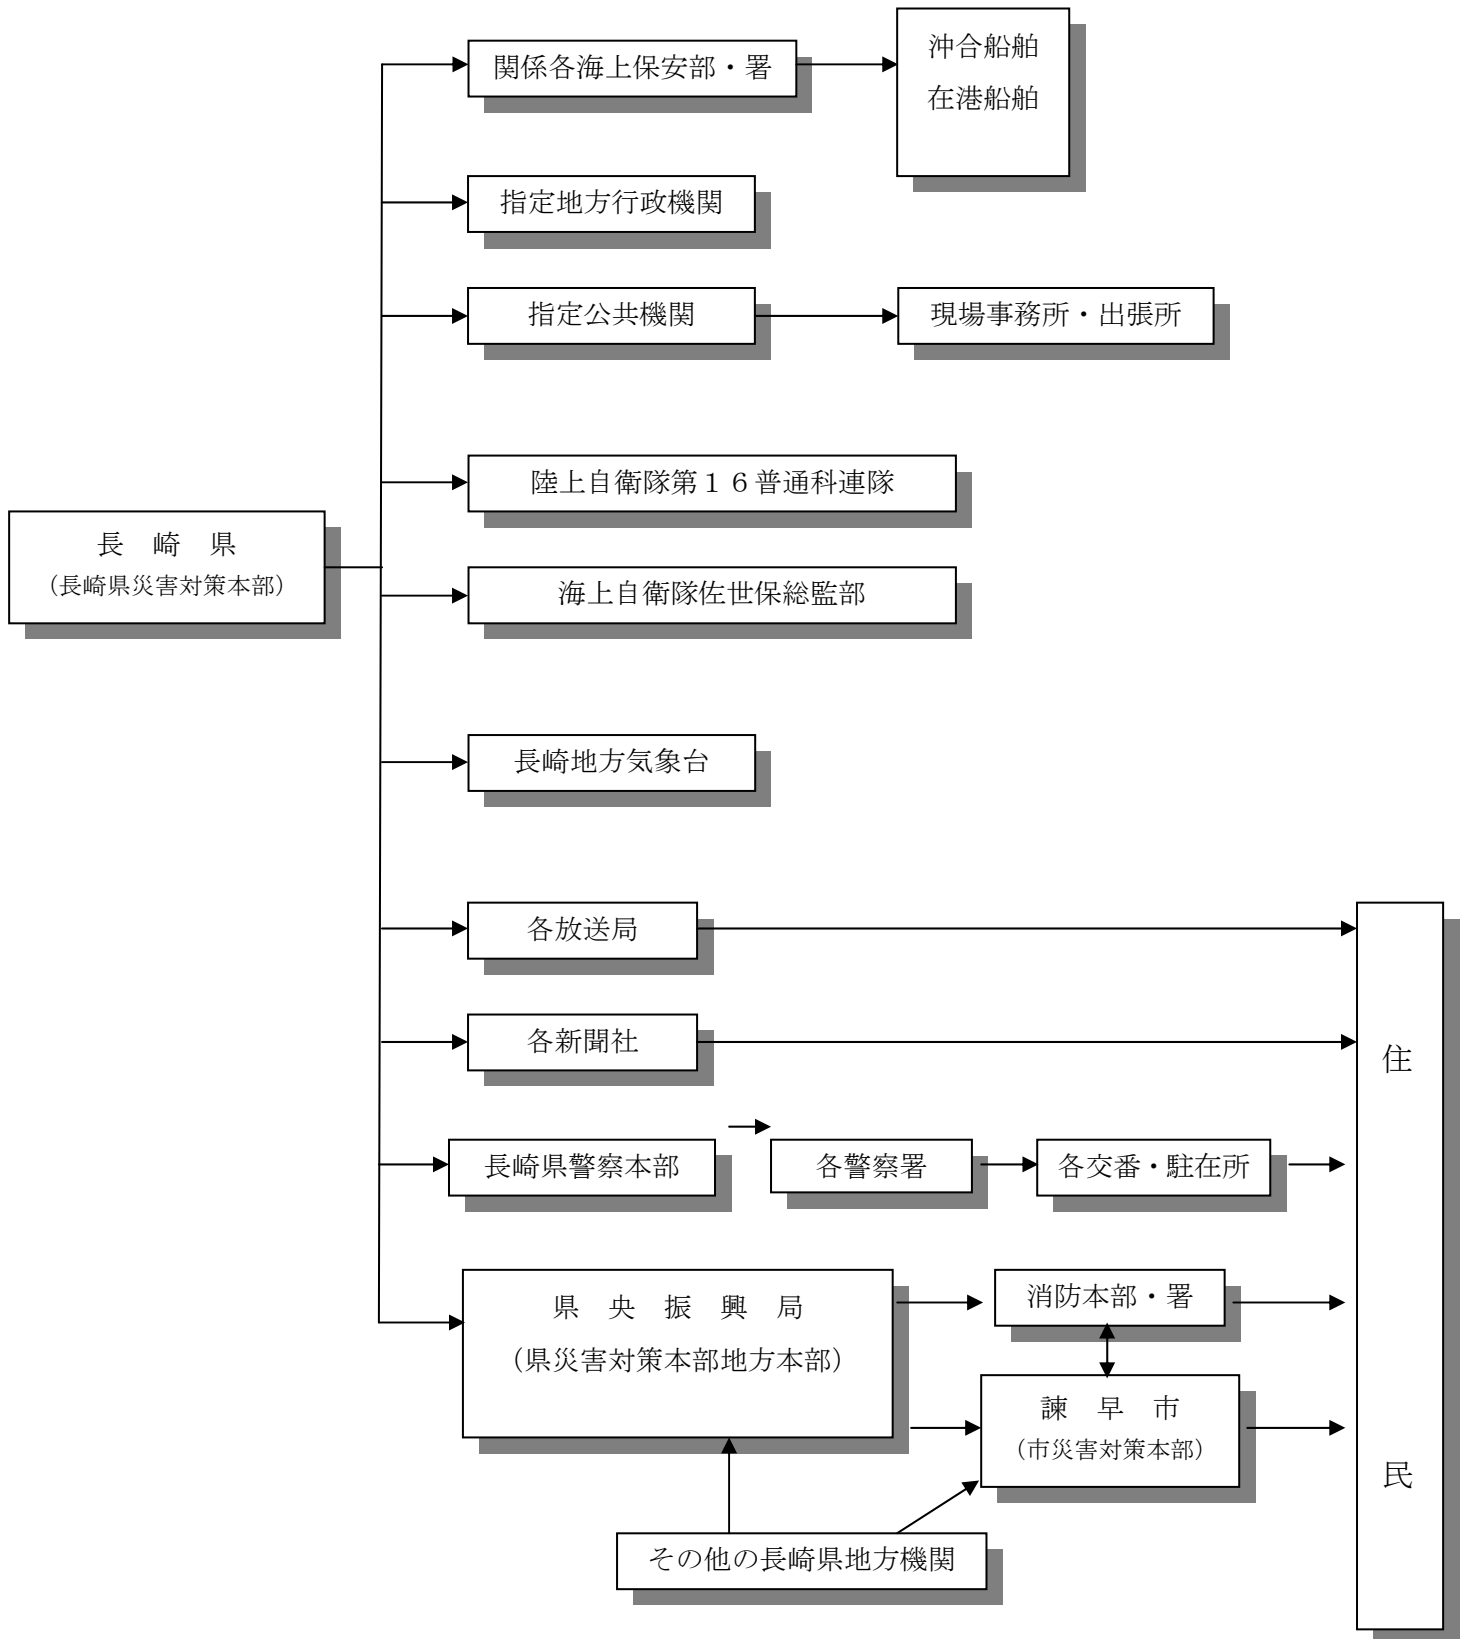 関係各海上保安部・署
沖合船舶
在港船舶
指定地方行政機関
指定公共機関
現場事務所・出張所
陸上自衛隊第１６普通科連隊
長　崎　県
（長崎県災害対策本部）
海上自衛隊佐世保総監部
長崎地方気象台
各放送局
各新聞社
長崎県警察本部
各警察署
各交番・駐在所
県　央　振　興　局
（県災害対策本部地方本部）
消防本部・署
諫　早　市
（市災害対策本部）
その他の長崎県地方機関
住
民